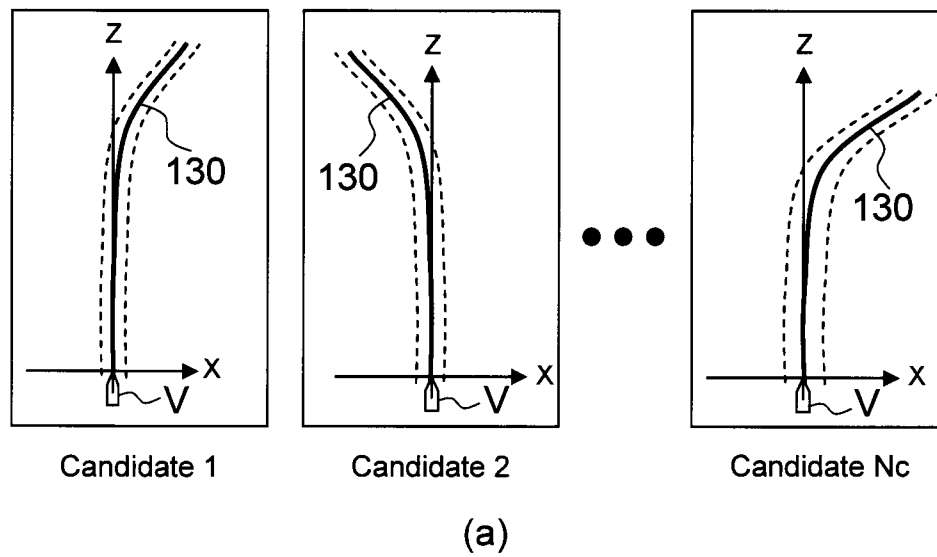 Z
130
X
V
Candidate 1
Z
130
X
V
Candidate 2
Z
130
X
V
Candidate Nc
(a)